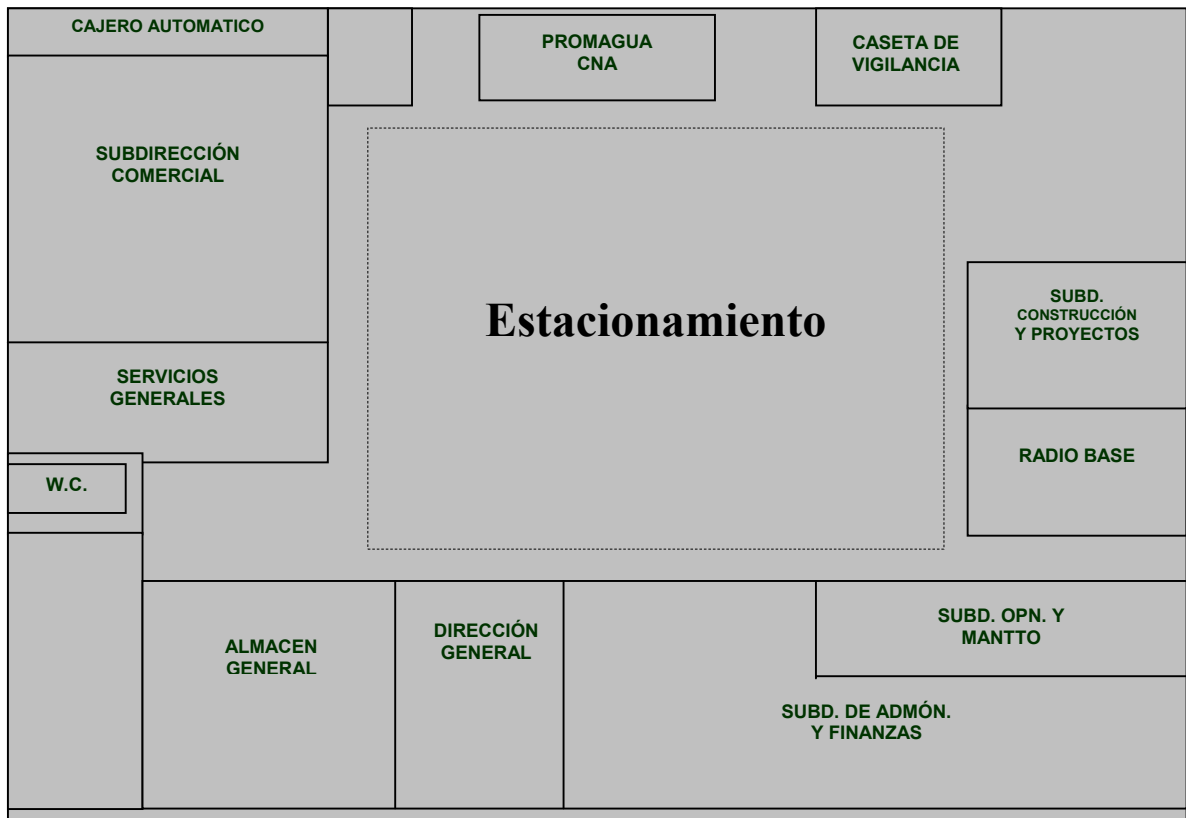 CAJERO AUTOMATICO
PROMAGUA
CNA
CASETA DE
VIGILANCIA
SUBDIRECCIÓN
COMERCIAL
Estacionamiento
SUBD.
CONSTRUCCIÓN
Y PROYECTOS
SERVICIOS
GENERALES
RADIO BASE
W.C.
ALMACEN
GENERAL
DIRECCIÓN
GENERAL
SUBD. OPN. Y
MANTTO
SUBD. DE ADMÓN.
Y FINANZAS